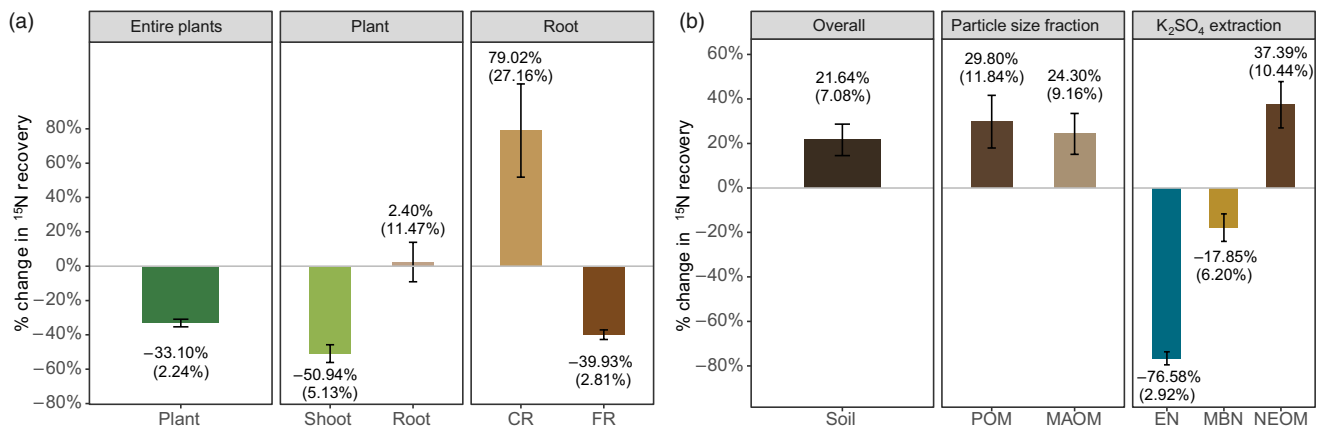 (a)
Entire plants
Plant
Root
% change in ¹⁵N recovery
80%
60%
40%
20%
0%
−20%
−40%
−60%
−80%
−33.10%
(2.24%)
−50.94%
(5.13%)
2.40%
(11.47%)
79.02%
(27.16%)
−39.93%
(2.81%)
Plant
Shoot
Root
CR
FR
(b)
Overall
Particle size fraction
K₂SO₄ extraction
% change in ¹⁵N recovery
60%
40%
20%
0%
−20%
−40%
−60%
−80%
21.64%
(7.08%)
29.80%
(11.84%)
24.30%
(9.16%)
−76.58%
(2.92%)
−17.85%
(6.20%)
37.39%
(10.44%)
Soil
POM
MAOM
EN
MBN
NEOM